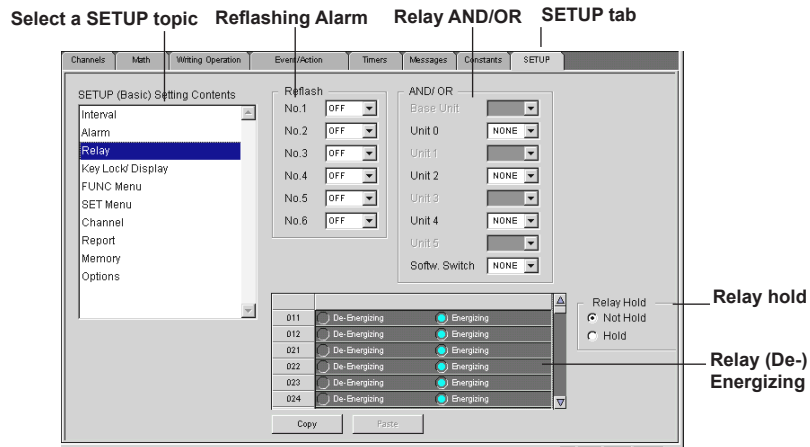 Select a SETUP topic Reflashing Alarm Relay AND/OR SETUP tab
Channels Math Writing Operation Event/Action Timers Messages Constants SETUP
SETUP (Basic) Setting Contents
Interval
Alarm
Relay
Key Lock/ Display
FUNC Menu
SET Menu
Channel
Report
Memory
Options
Reflash
No.1 OFF
No.2 OFF
No.3 OFF
No.4 OFF
No.5 OFF
No.6 OFF
AND/ OR
Base Unit
Unit 0 NONE
Unit 1
Unit 2 NONE
Unit 3
Unit 4 NONE
Unit 5
Softw. Switch NONE
011 De-Energizing Energizing
012 De-Energizing Energizing
021 De-Energizing Energizing
022 De-Energizing Energizing
023 De-Energizing Energizing
024 De-Energizing Energizing
Copy Paste
Relay Hold
Not Hold
Hold
Relay hold
Relay (De-)
Energizing